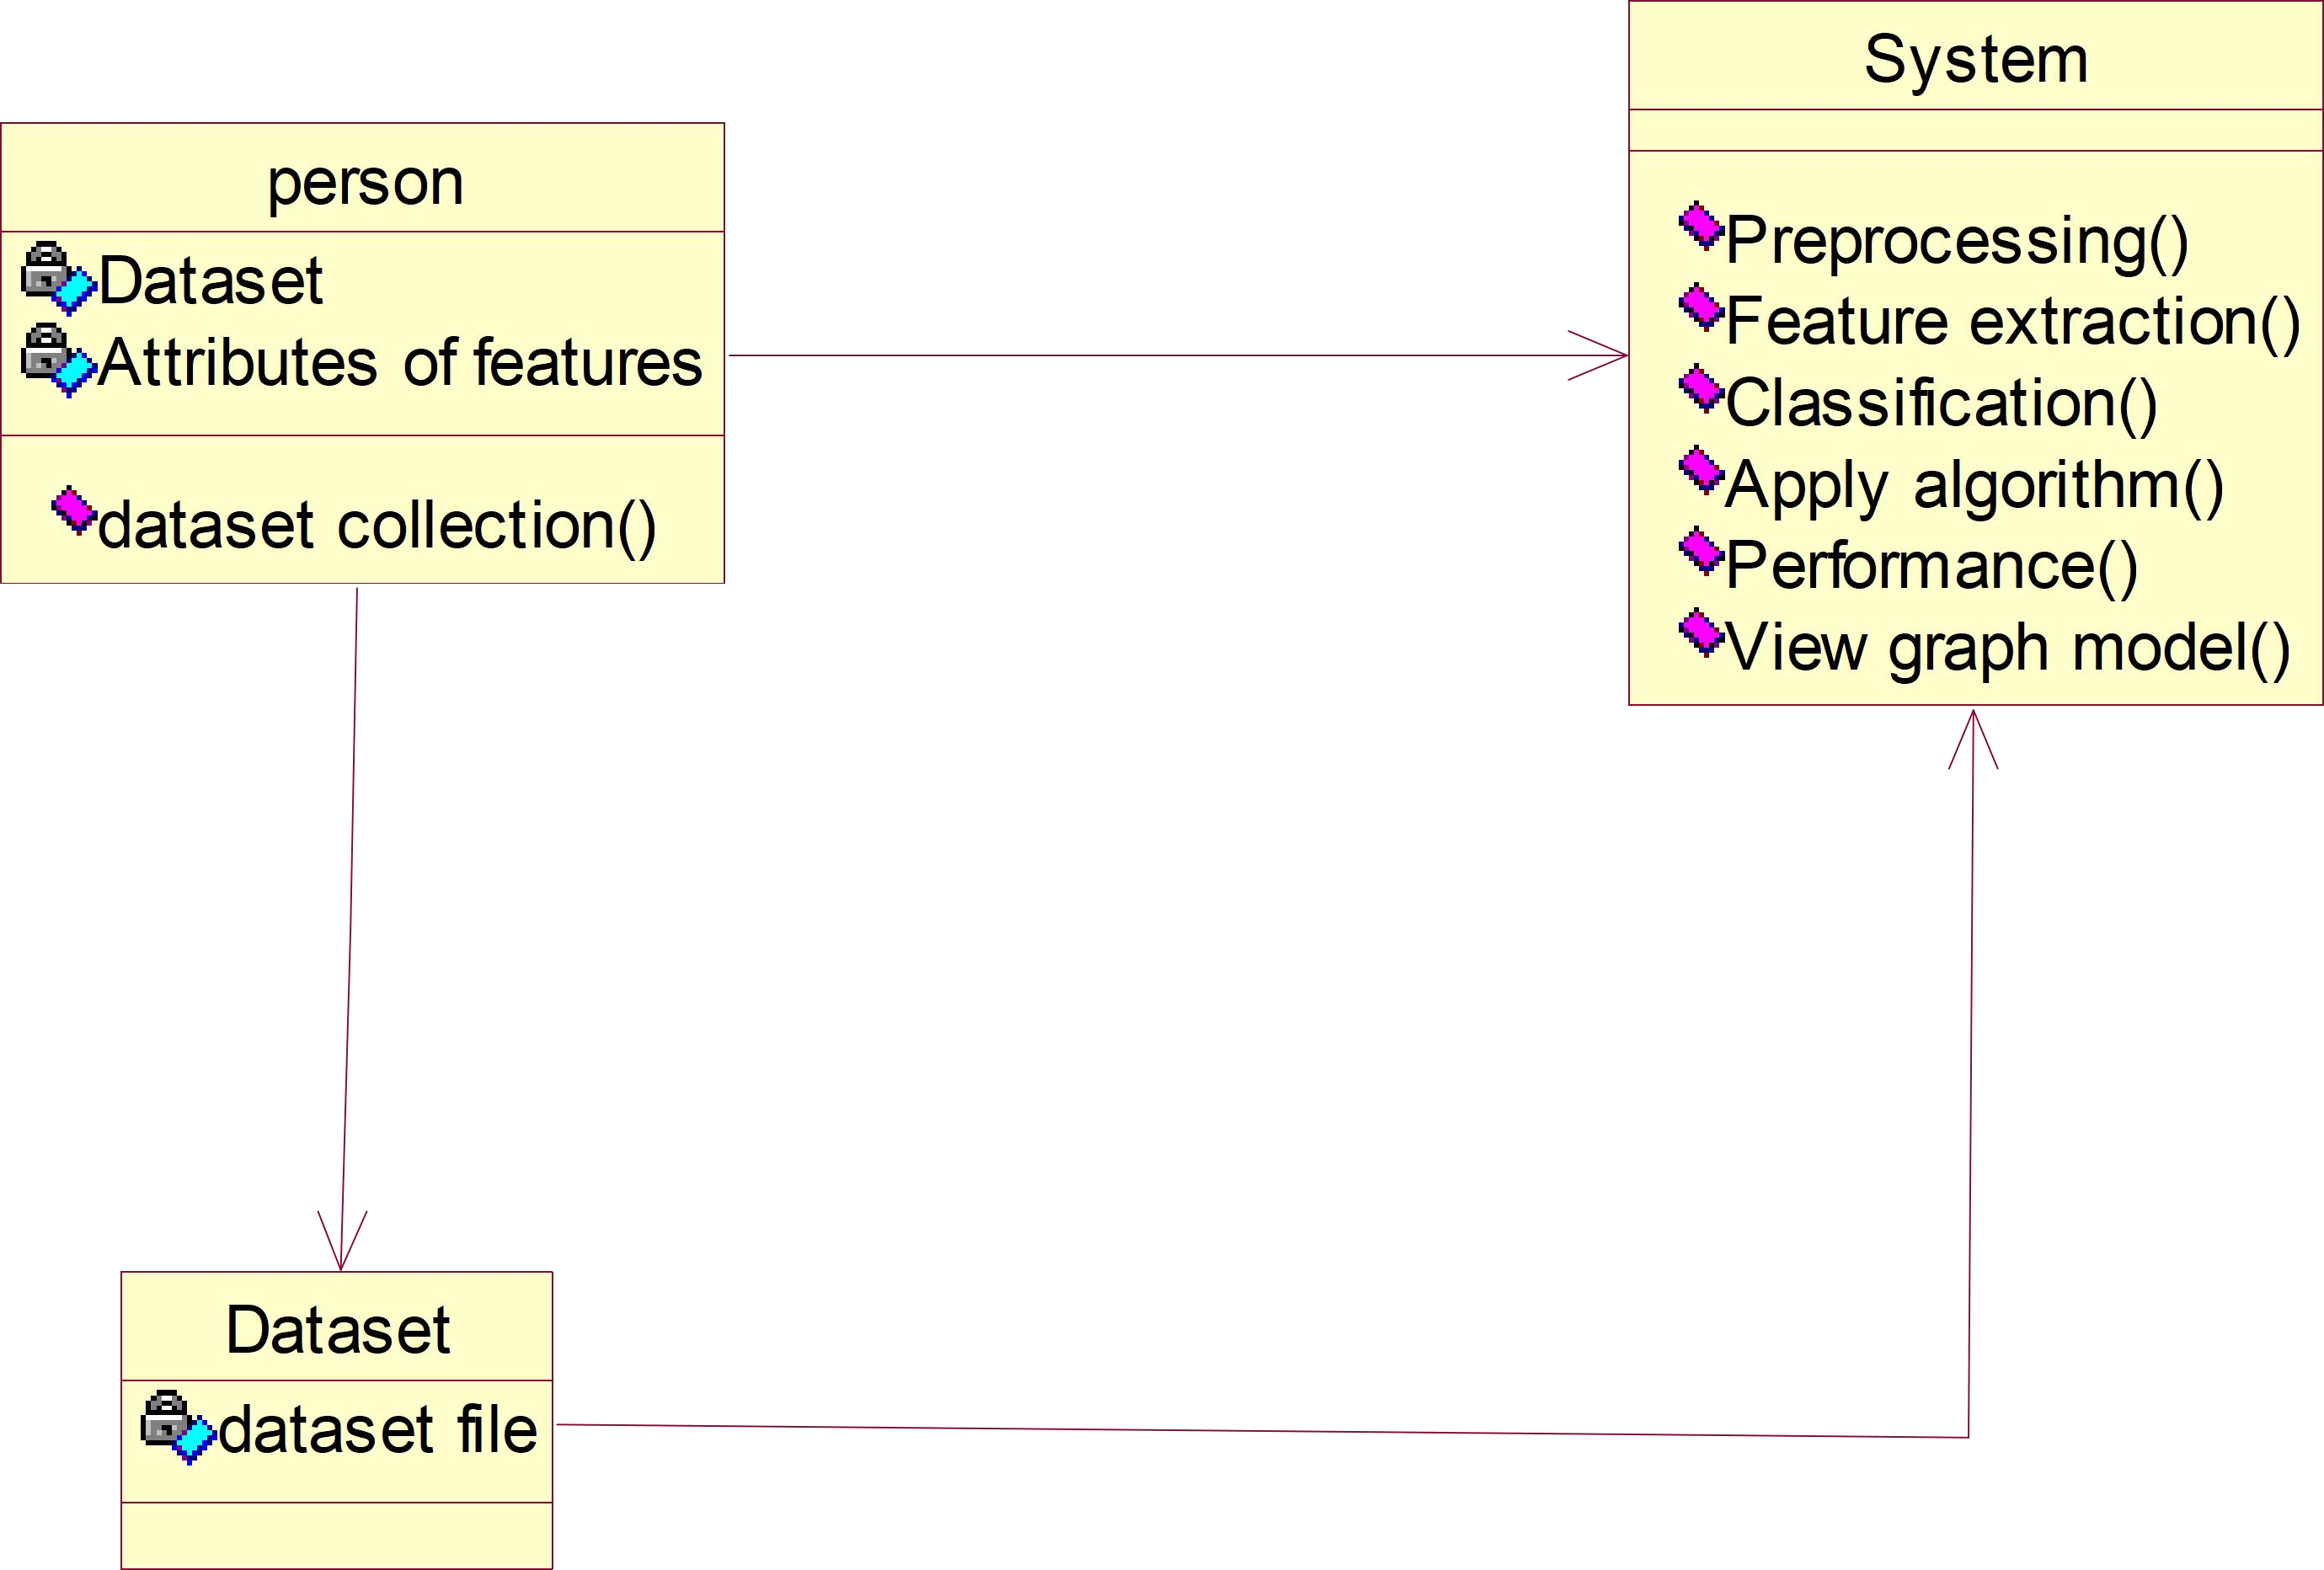 person
Dataset
Attributes of features
dataset collection()
System
Preprocessing()
Feature extraction()
Classification()
Apply algorithm()
Performance()
View graph model()
Dataset
dataset file